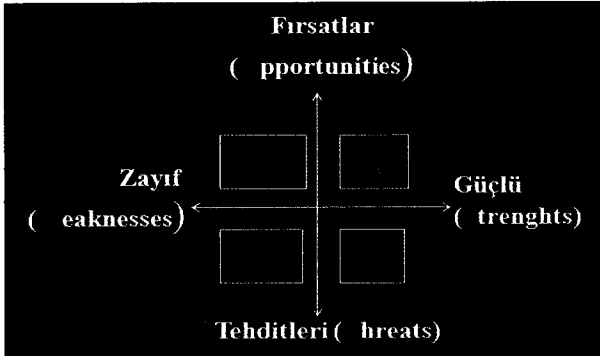 Fırsatlar
( pportunities)
Zayıf
( eaknesses)
Güçlü
( trenghts)
Tehditleri ( hreats)